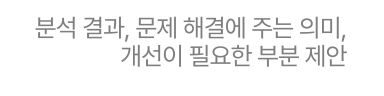 분석 결과, 문제 해결에 주는 의미,
개선이 필요한 부분 제안